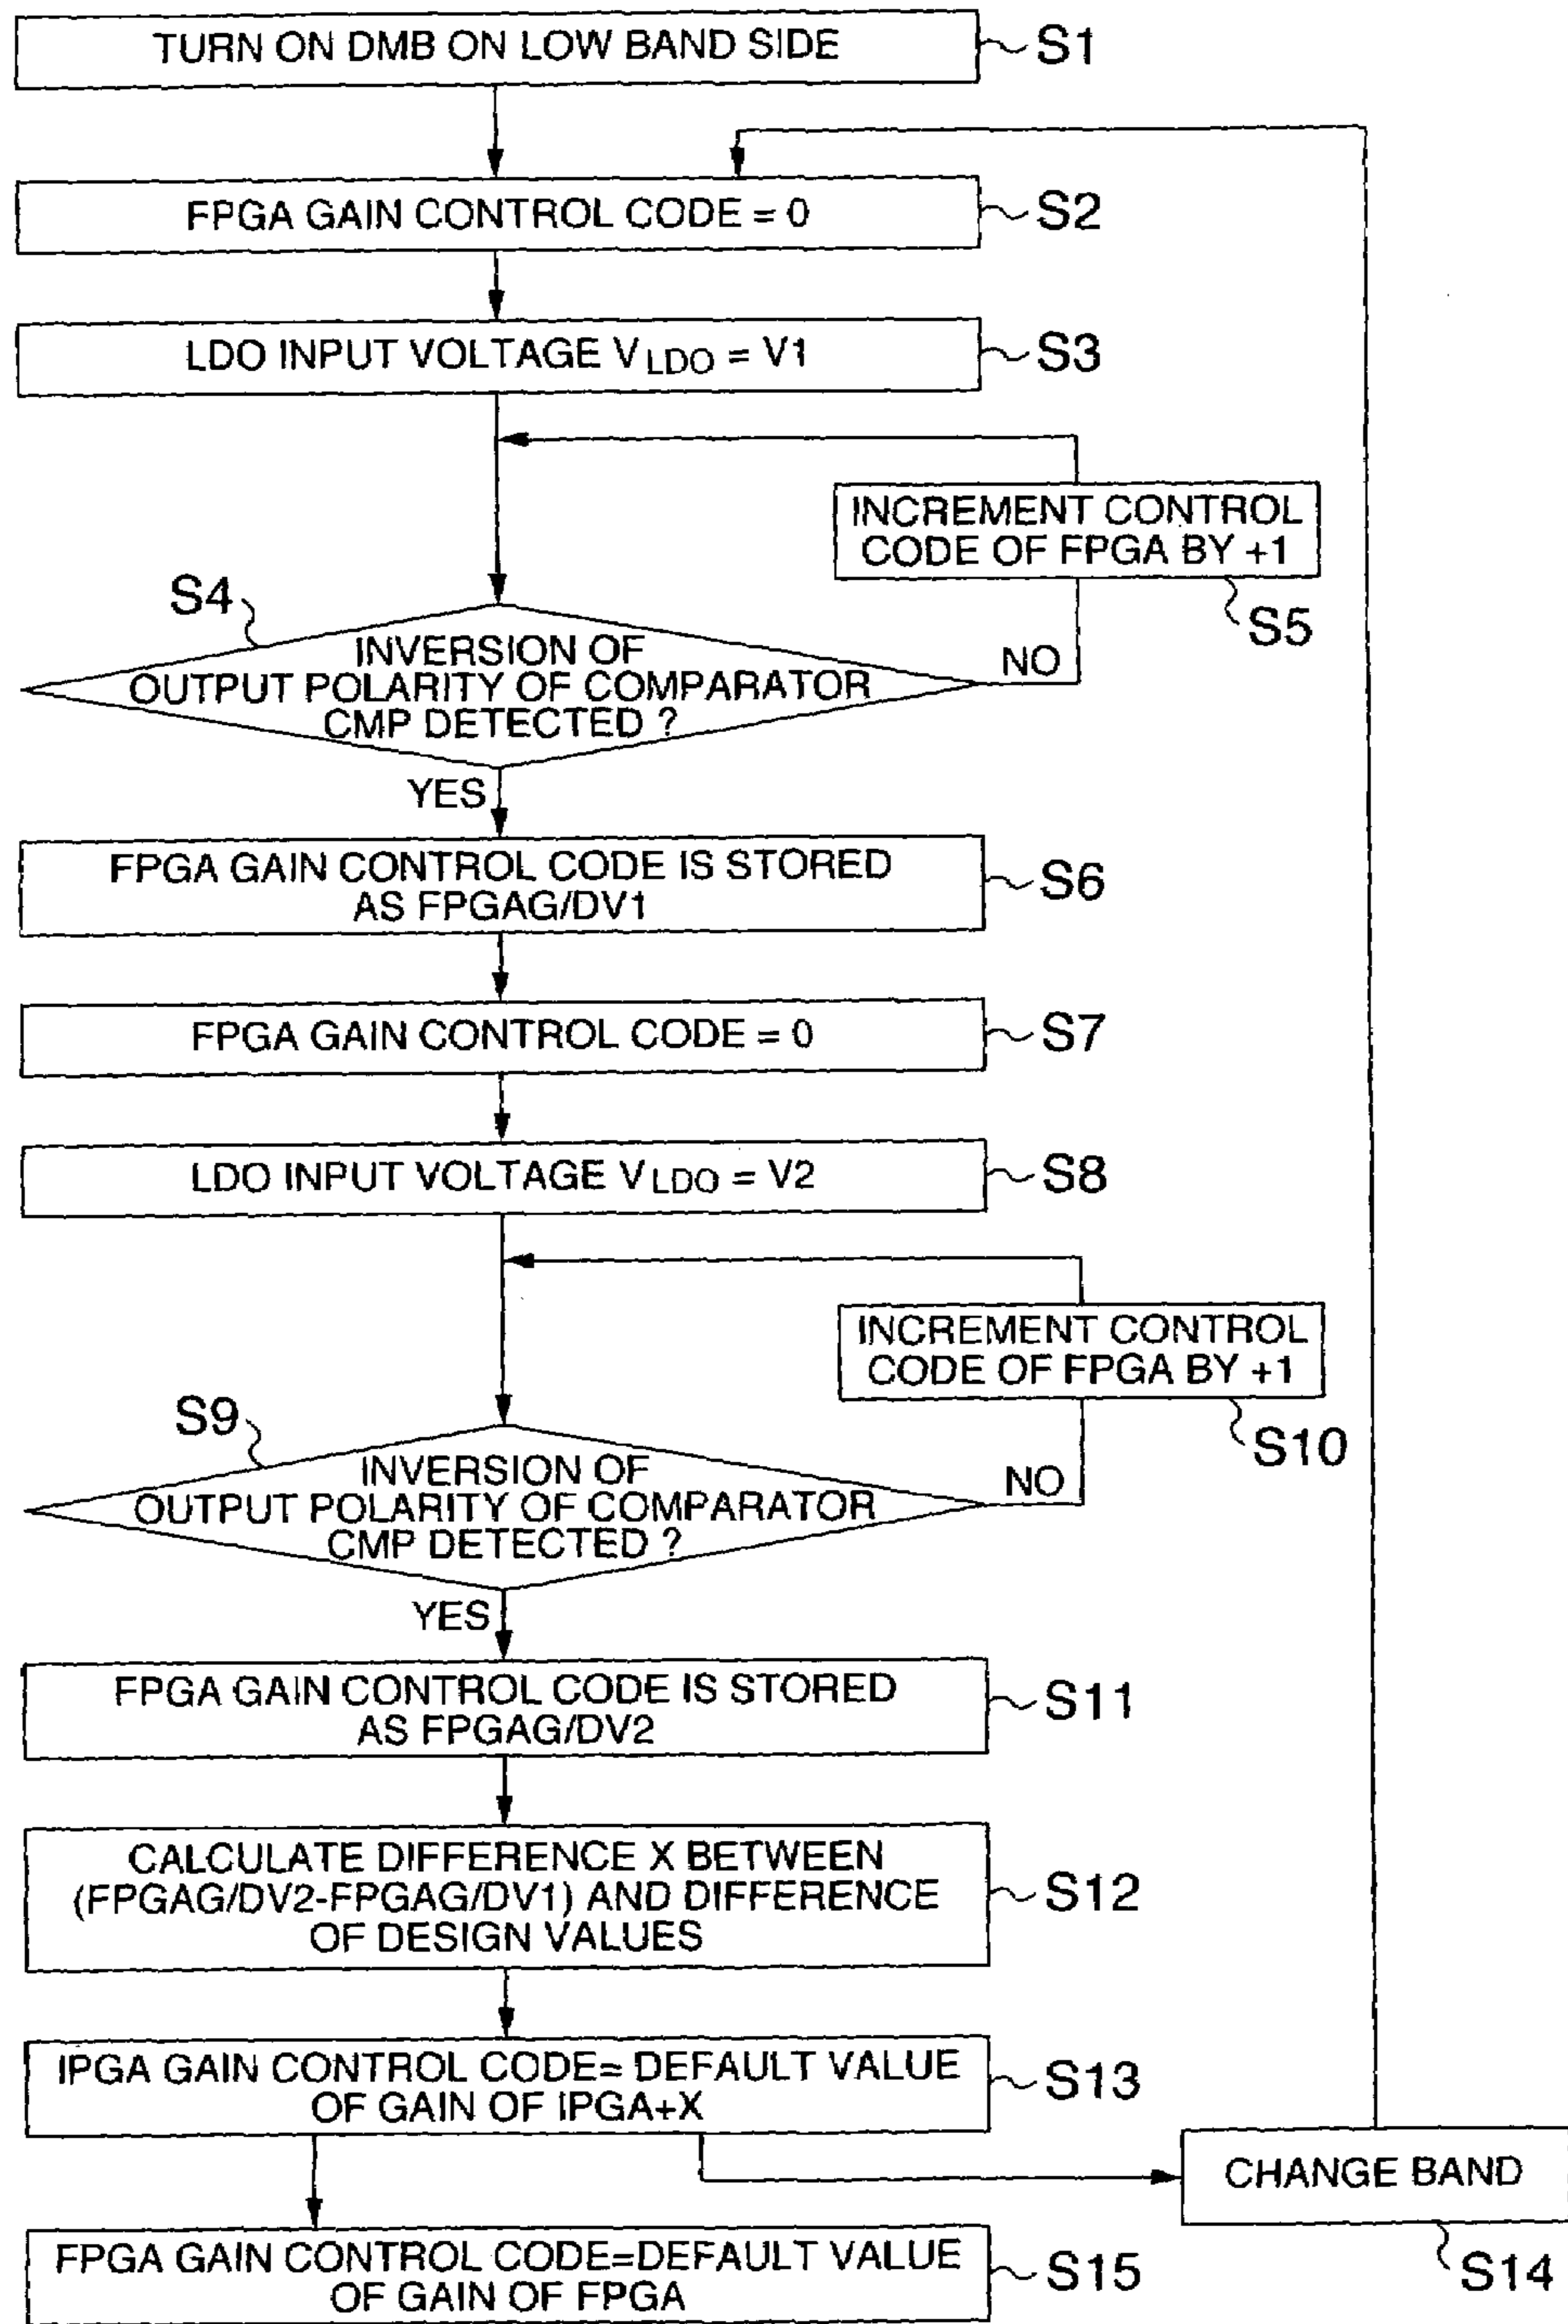 TURN ON DMB ON LOW BAND SIDE
S1
FPGA GAIN CONTROL CODE = 0
S2
LDO INPUT VOLTAGE VLDO = V1
S3
INCREMENT CONTROL
CODE OF FPGA BY +1
S5
S4
INVERSION OF
OUTPUT POLARITY OF COMPARATOR
CMP DETECTED ?
NO
YES
FPGA GAIN CONTROL CODE IS STORED
AS FPGAG/DV1
S6
FPGA GAIN CONTROL CODE = 0
S7
LDO INPUT VOLTAGE VLDO = V2
S8
INCREMENT CONTROL
CODE OF FPGA BY +1
S10
S9
INVERSION OF
OUTPUT POLARITY OF COMPARATOR
CMP DETECTED ?
NO
YES
FPGA GAIN CONTROL CODE IS STORED
AS FPGAG/DV2
S11
CALCULATE DIFFERENCE X BETWEEN
(FPGAG/DV2-FPGAG/DV1) AND DIFFERENCE
OF DESIGN VALUES
S12
IPGA GAIN CONTROL CODE= DEFAULT VALUE
OF GAIN OF IPGA+X
S13
CHANGE BAND
S14
FPGA GAIN CONTROL CODE=DEFAULT VALUE
OF GAIN OF FPGA
S15